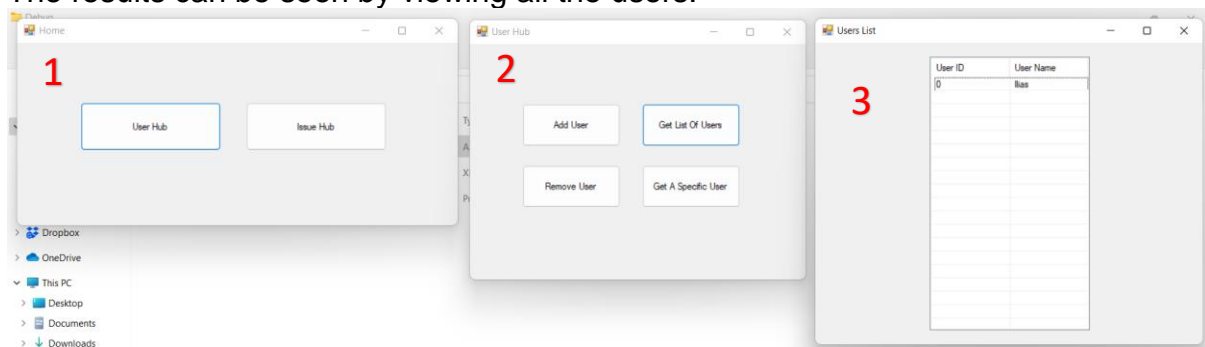 The results can be seen by viewing all the users.
Debug
Home
1
User Hub
Issue Hub
User Hub
2
Add User
Get List Of Users
Remove User
Get A Specific User
Users List
3
User ID
User Name
0
Ilias
Dropbox
OneDrive
This PC
Desktop
Documents
Downloads